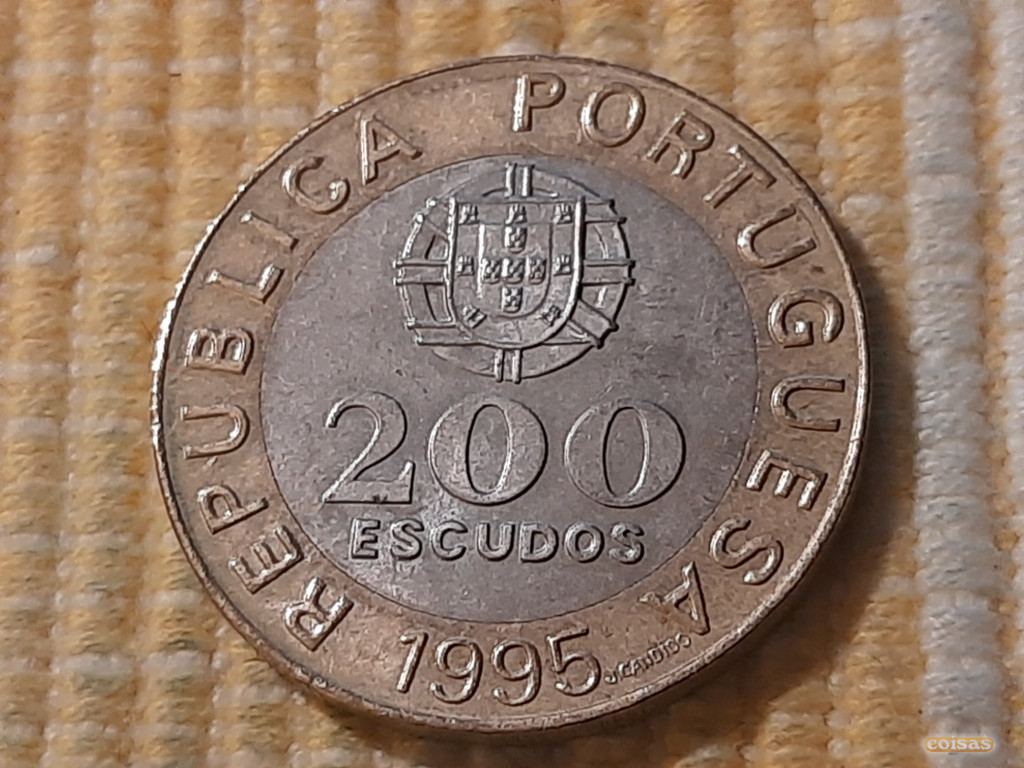 REPUBLICA PORTUGUESA
200
ESCUDOS
1995
J.CANDIDO
coisas